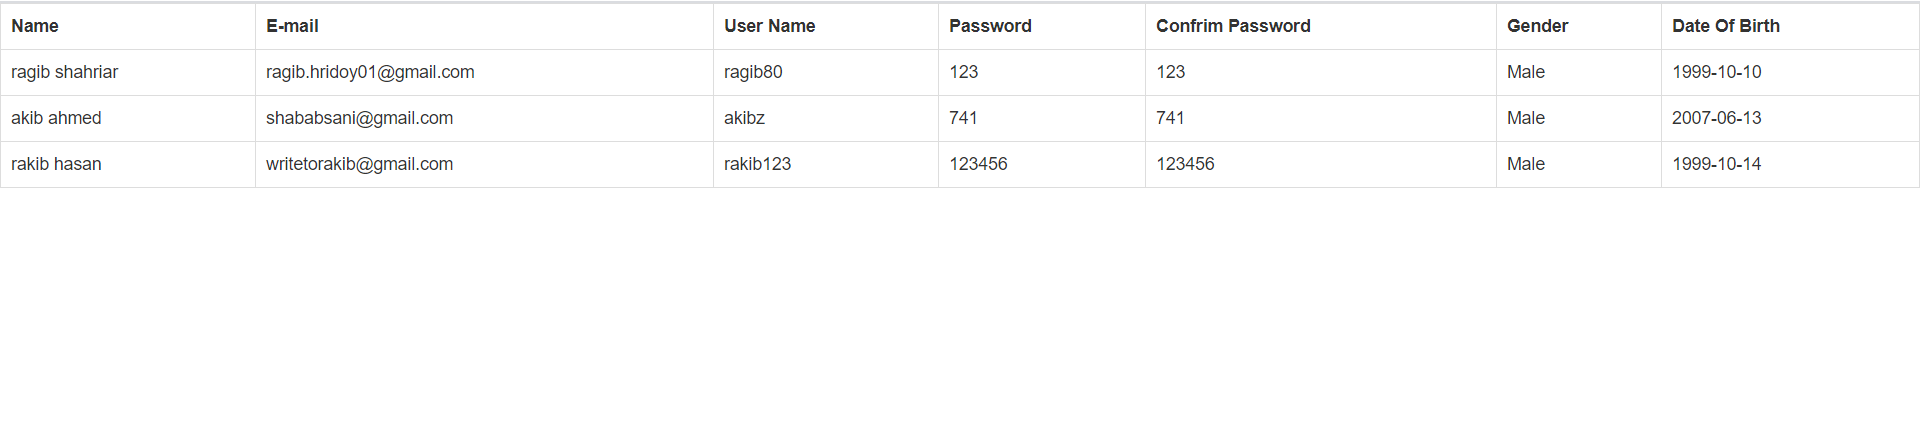 Name E-mail User Name Password Confrim Password Gender Date Of Birth
ragib shahriar ragib.hridoy01@gmail.com ragib80 123 123 Male 1999-10-10
akib ahmed shababsani@gmail.com akibz 741 741 Male 2007-06-13
rakib hasan writetorakib@gmail.com rakib123 123456 123456 Male 1999-10-14